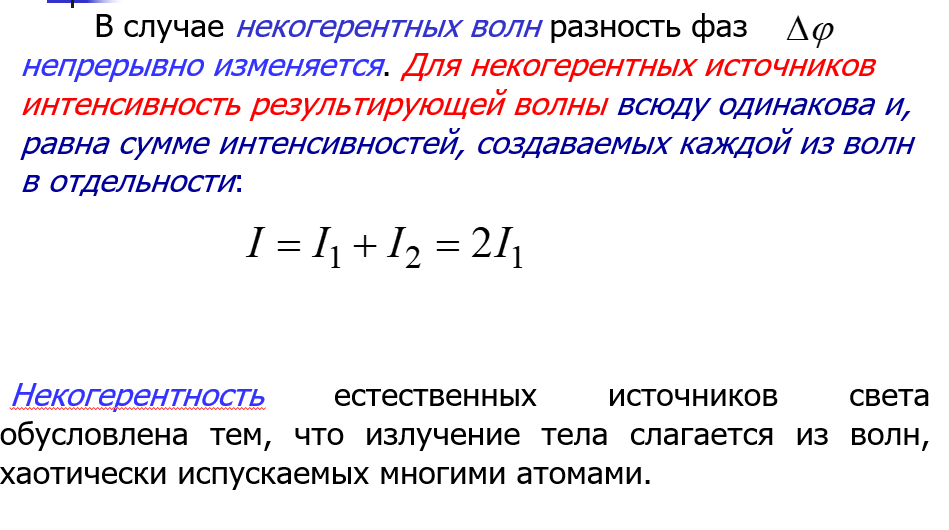 В случае некогерентных волн разность фаз Δφ
непрерывно изменяется. Для некогерентных источников
интенсивность результирующей волны всюду одинакова и,
равна сумме интенсивностей, создаваемых каждой из волн
в отдельности:
I = I₁ + I₂ = 2I₁
Некогерентность естественных источников света
обусловлена тем, что излучение тела слагается из волн,
хаотически испускаемых многими атомами.